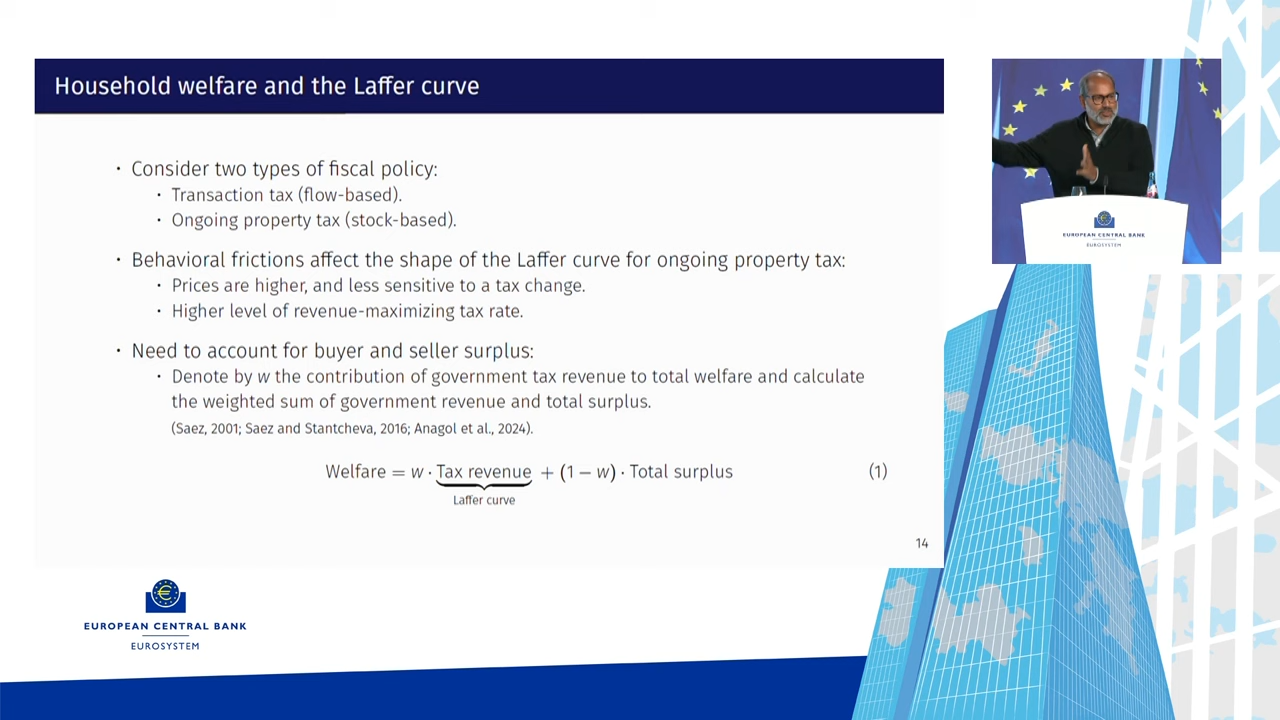 Household welfare and the Laffer curve
· Consider two types of fiscal policy:
· Transaction tax (flow-based).
· Ongoing property tax (stock-based).
· Behavioral frictions affect the shape of the Laffer curve for ongoing property tax:
· Prices are higher, and less sensitive to a tax change.
· Higher level of revenue-maximizing tax rate.
· Need to account for buyer and seller surplus:
· Denote by w the contribution of government tax revenue to total welfare and calculate
the weighted sum of government revenue and total surplus.
(Saez, 2001; Saez and Stantcheva, 2016; Anagol et al., 2024).
Welfare = w · Tax revenue + (1 − w) · Total surplus (1)
Laffer curve
14
EUROPEAN CENTRAL BANK
EUROSYSTEM
EUROPEAN CENTRAL BANK
EUROSYSTEM